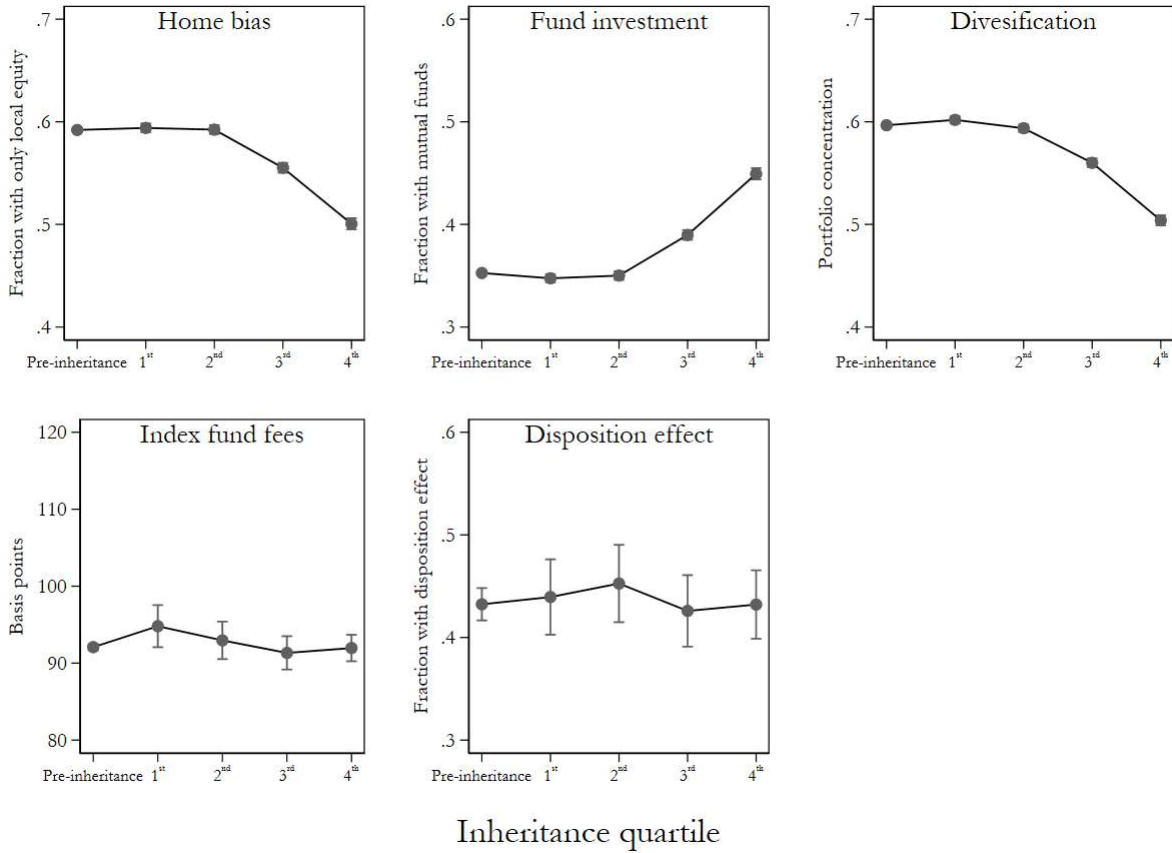 Home bias
Fraction with only local equity
.7
.6
.5
.4
Pre-inheritance 1st 2nd 3rd 4th
Fund investment
Fraction with mutual funds
.6
.5
.4
.3
Pre-inheritance 1st 2nd 3rd 4th
Divesification
Portfolio concentration
.7
.6
.5
.4
Pre-inheritance 1st 2nd 3rd 4th
Index fund fees
Basis points
120
110
100
90
80
Pre-inheritance 1st 2nd 3rd 4th
Disposition effect
Fraction with disposition effect
.6
.5
.4
.3
Pre-inheritance 1st 2nd 3rd 4th
Inheritance quartile